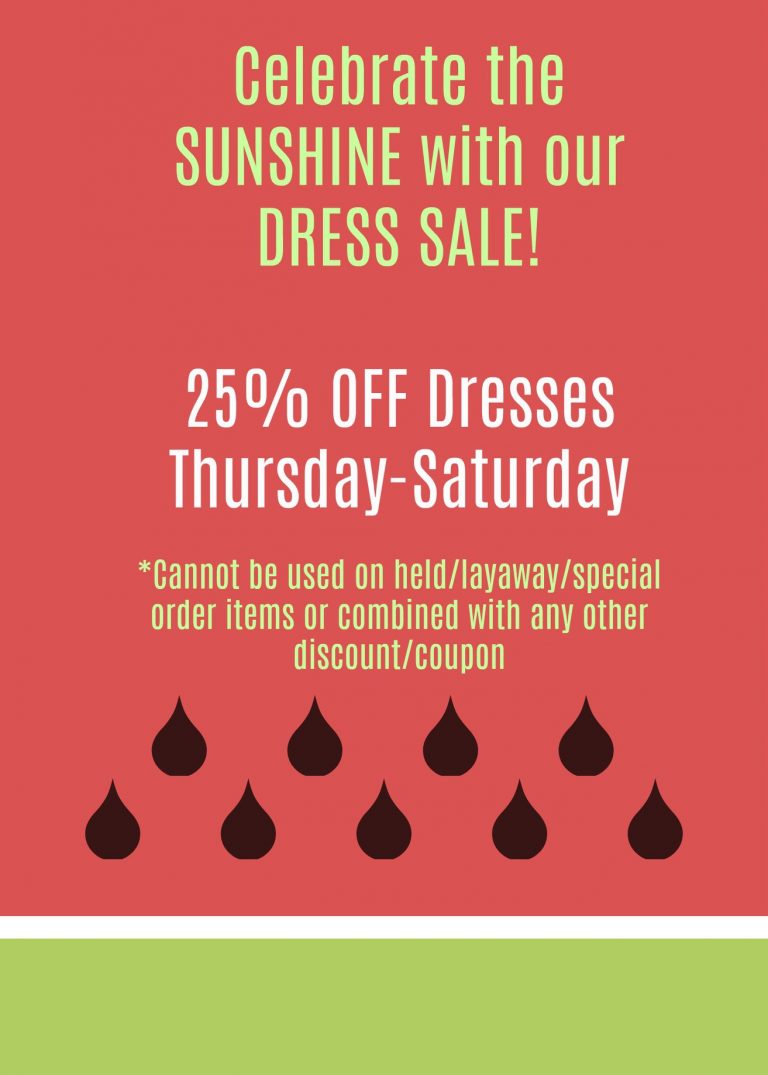 Celebrate the
SUNSHINE with our
DRESS SALE!
25% OFF Dresses
Thursday-Saturday
*Cannot be used on held/layaway/special
order items or combined with any other
discount/coupon